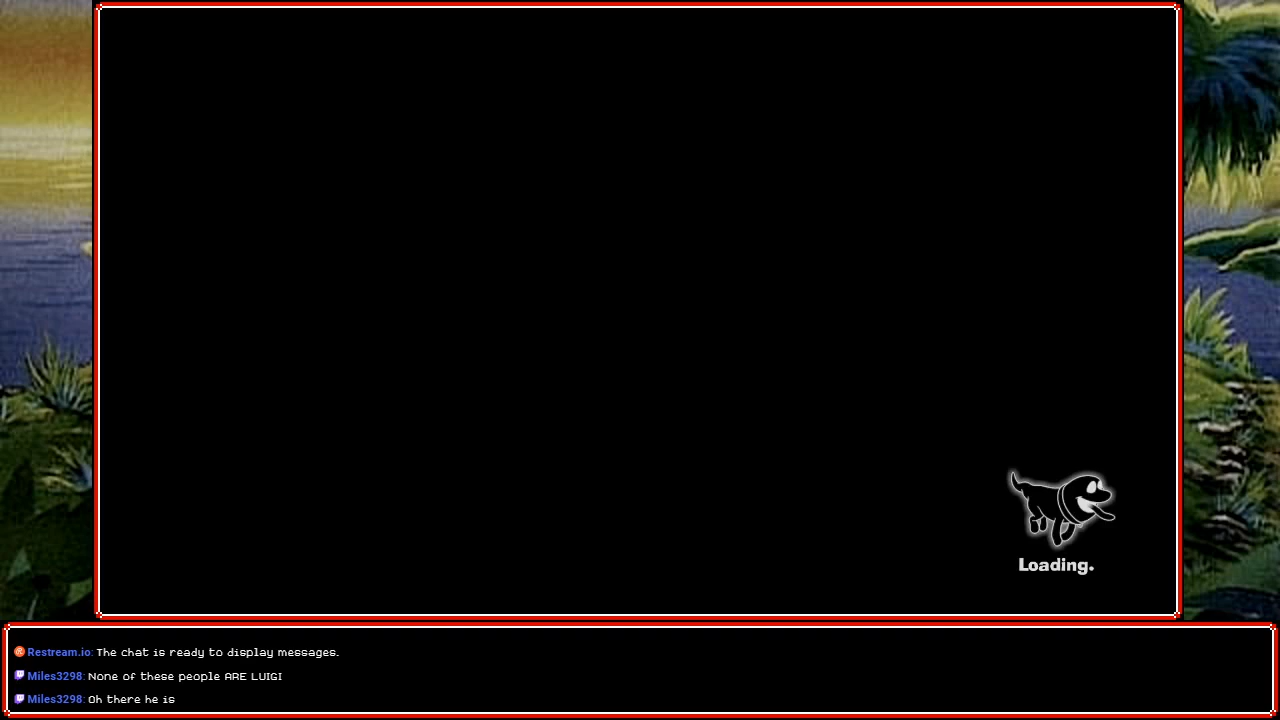 Loading.
Restream.io: The chat is ready to display messages.
Miles3298: None of these people ARE LUIGI
Miles3298: Oh there he is